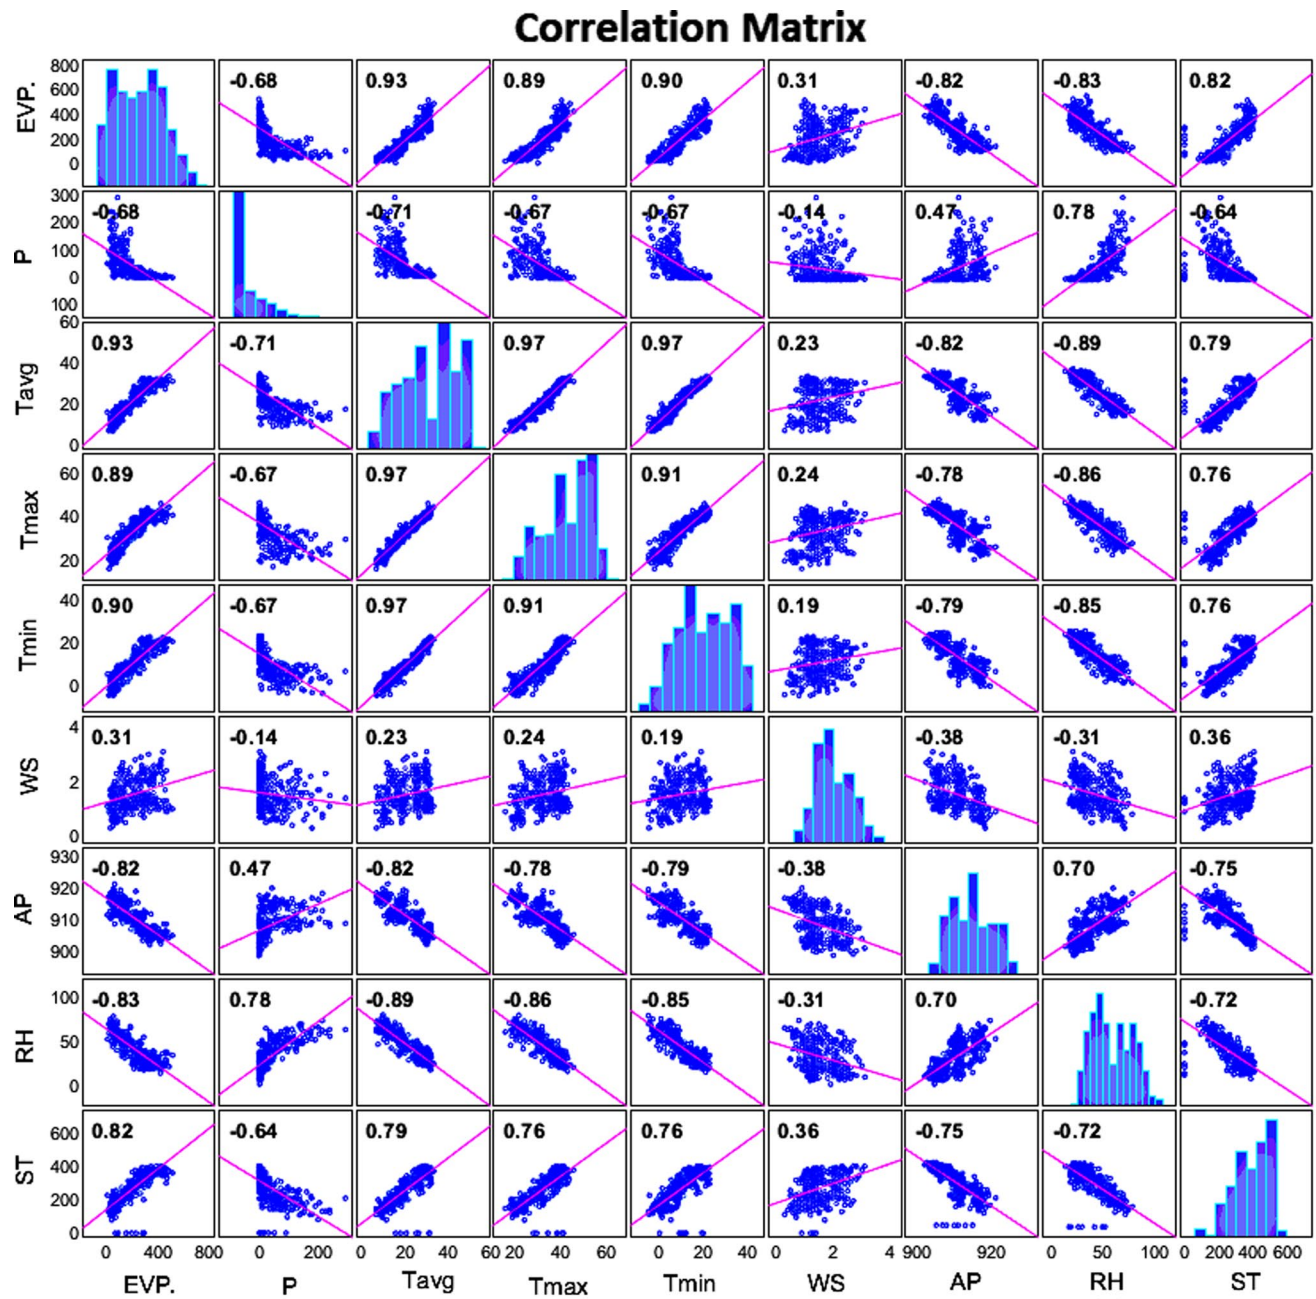 Correlation Matrix
EVP. 800 600 400 200 0 -0.68 0.93 0.89 0.90 0.31 -0.82 -0.83 0.82
P 300 200 100 0 100 -0.68 -0.71 -0.67 -0.67 -0.14 0.47 0.78 -0.64
Tavg 60 40 20 0 0.93 -0.71 0.97 0.97 0.23 -0.82 -0.89 0.79
Tmax 60 40 20 0.89 -0.67 0.97 0.91 0.24 -0.78 -0.86 0.76
Tmin 40 20 0 0.90 -0.67 0.97 0.91 0.19 -0.79 -0.85 0.76
WS 4 2 0 0.31 -0.14 0.23 0.24 0.19 -0.38 -0.31 0.36
AP 930 920 910 900 -0.82 0.47 -0.82 -0.78 -0.79 -0.38 0.70 -0.75
RH 100 50 0 -0.83 0.78 -0.89 -0.86 -0.85 -0.31 0.70 -0.72
ST 600 400 200 0 0.82 -0.64 0.79 0.76 0.76 0.36 -0.75 -0.72
0 400 800 0 200 0 20 40 60 20 40 60 0 20 40 0 2 4 900 920 0 50 100 0 200 400 600
EVP. P Tavg Tmax Tmin WS AP RH ST